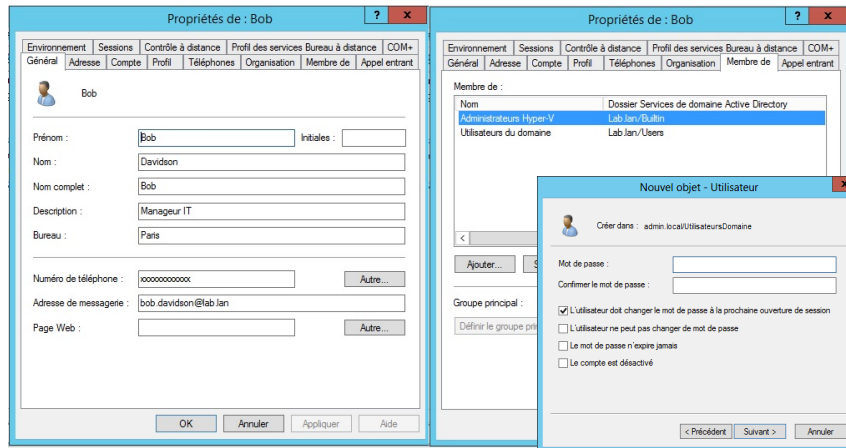 Propriétés de : Bob
? x
Environnement Sessions Contrôle à distance Profil des services Bureau à distance COM+
Général Adresse Compte Profil Téléphones Organisation Membre de Appel entrant
Bob
Prénom : Bob Initiales :
Nom : Davidson
Nom complet : Bob
Description : Manageur IT
Bureau : Paris
Numéro de téléphone : xxxxxxxxxxxx Autre...
Adresse de messagerie : bob.davidson@lab.lan
Page Web : Autre...
OK Annuler Appliquer Aide
Propriétés de : Bob
? x
Environnement Sessions Contrôle à distance Profil des services Bureau à distance COM+
Général Adresse Compte Profil Téléphones Organisation Membre de Appel entrant
Membre de :
Nom Dossier Services de domaine Active Directory
Administrateurs Hyper-V Lab.lan/Builtin
Utilisateurs du domaine Lab.lan/Users
Ajouter... S
Groupe principal :
Définir le groupe prin
Nouvel objet - Utilisateur
x
Créer dans : admin.local/UtilisateursDomaine
Mot de passe :
Confirmer le mot de passe :
L'utilisateur doit changer le mot de passe à la prochaine ouverture de session
L'utilisateur ne peut pas changer de mot de passe
Le mot de passe n'expire jamais
Le compte est désactivé
< Précédent Suivant > Annuler